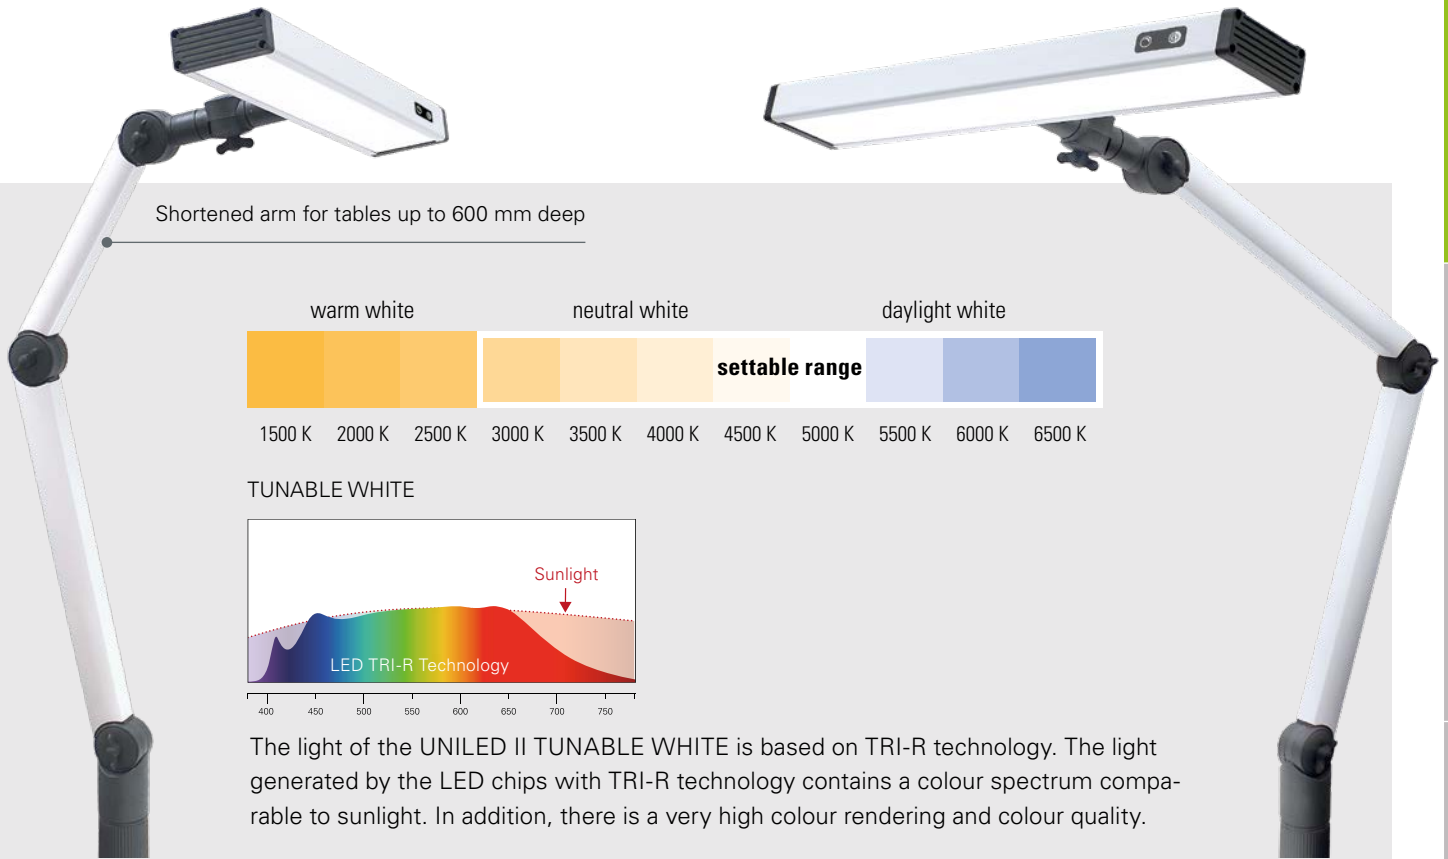 Shortened arm for tables up to 600 mm deep
warm white neutral white daylight white
settable range
1500 K 2000 K 2500 K 3000 K 3500 K 4000 K 4500 K 5000 K 5500 K 6000 K 6500 K
TUNABLE WHITE
Sunlight
LED TRI-R Technology
400 450 500 550 600 650 700 750
The light of the UNILED II TUNABLE WHITE is based on TRI-R technology. The light
generated by the LED chips with TRI-R technology contains a colour spectrum compa-
rable to sunlight. In addition, there is a very high colour rendering and colour quality.